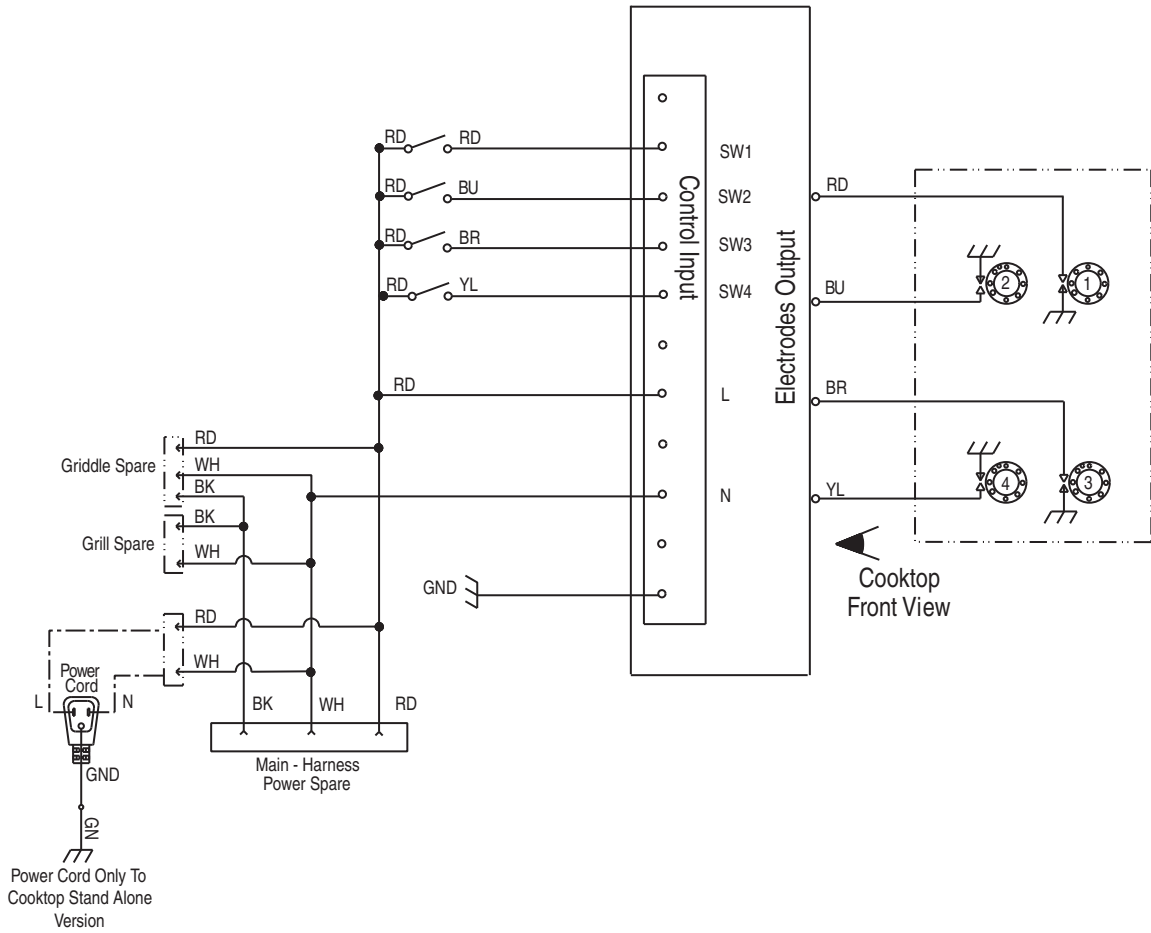 RD RD
SW1
RD BU
SW2
RD BR
SW3
RD YL
SW4
Control Input
Electrodes Output
RD
BU
BR
YL
2
1
4
3
RD
L
N
Griddle Spare
RD
WH
BK
Grill Spare
BK
WH
GND
Cooktop
Front View
RD
WH
Power
Cord
L
N
BK
WH
RD
Main - Harness
Power Spare
GND
GN
Power Cord Only To
Cooktop Stand Alone
Version